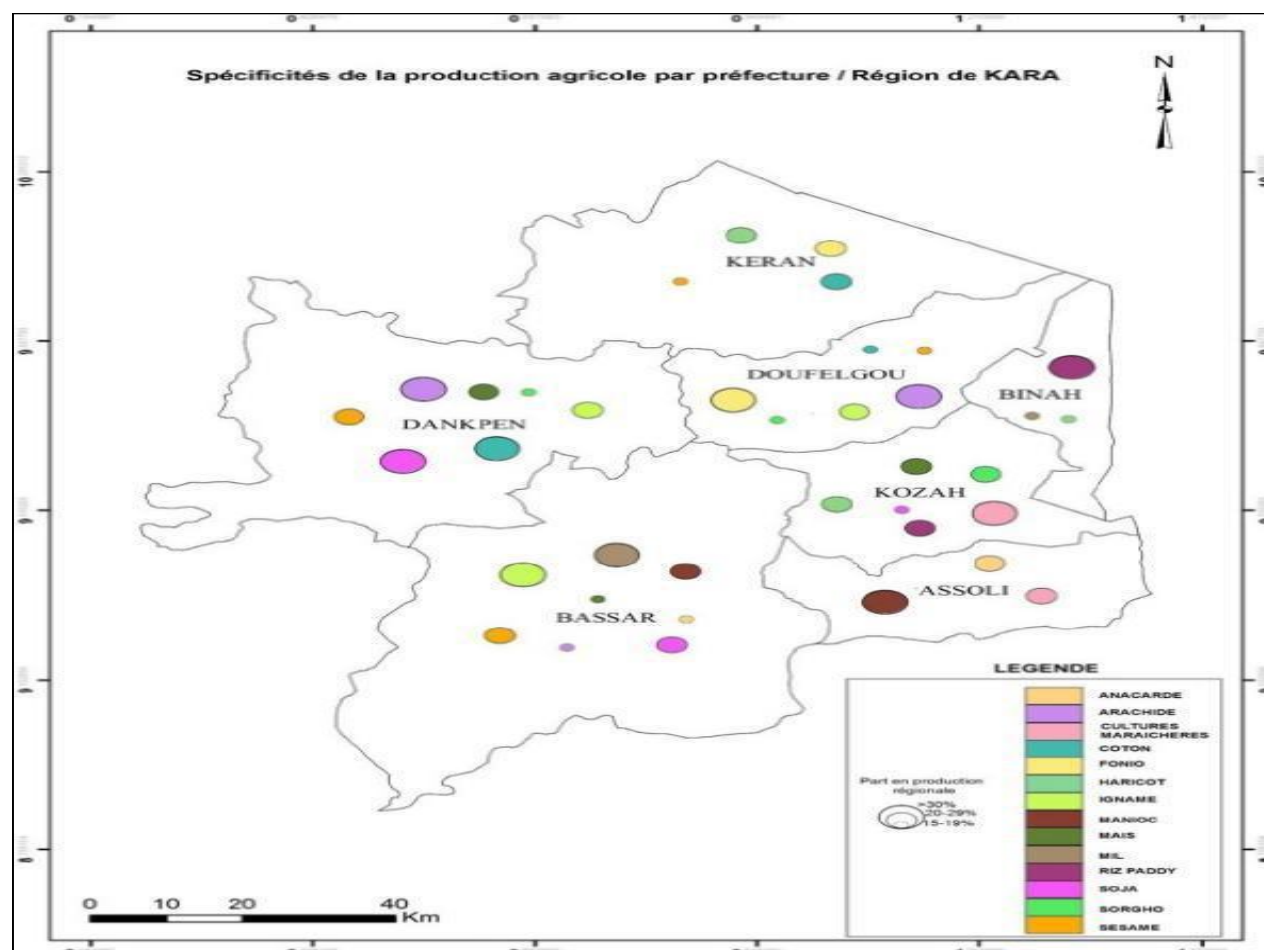 Spécificités de la production agricole par préfecture / Région de KARA
N
KERAN
DOUFELGOU
BINAH
DANKPEN
KOZAH
ASSOLI
BASSAR
LEGENDE
ANACARDE
ARACHIDE
CULTURES
MARAICHERES
COTON
FONIO
HARICOT
IGNAME
MANIOC
MAIS
MIL
RIZ PADDY
SOJA
SORGHO
SESAME
Part en production
régionale
>30%
20-29%
15-19%
0 10 20 40
Km